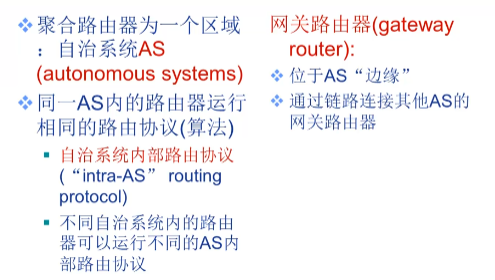 聚合路由器为一个区域
：自治系统AS
(autonomous systems)
同一AS内的路由器运行
相同的路由协议(算法)
自治系统内部路由协议
(“intra-AS” routing
protocol)
不同自治系统内的路由
器可以运行不同的AS内
部路由协议
网关路由器(gateway
router):
位于AS“边缘”
通过链路连接其他AS的
网关路由器